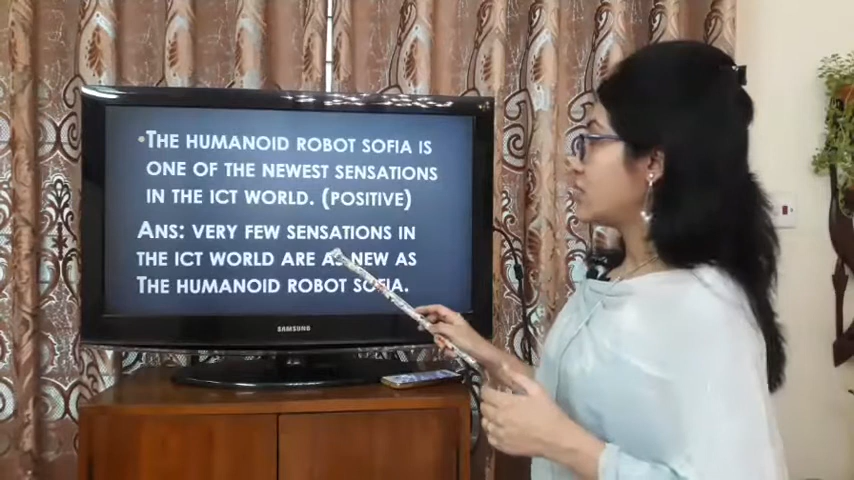 THE HUMANOID ROBOT SOFIA IS
ONE OF THE NEWEST SENSATIONS
IN THE ICT WORLD. (POSITIVE)
ANS: VERY FEW SENSATIONS IN
THE ICT WORLD ARE AS NEW AS
THE HUMANOID ROBOT SOFIA.
SAMSUNG